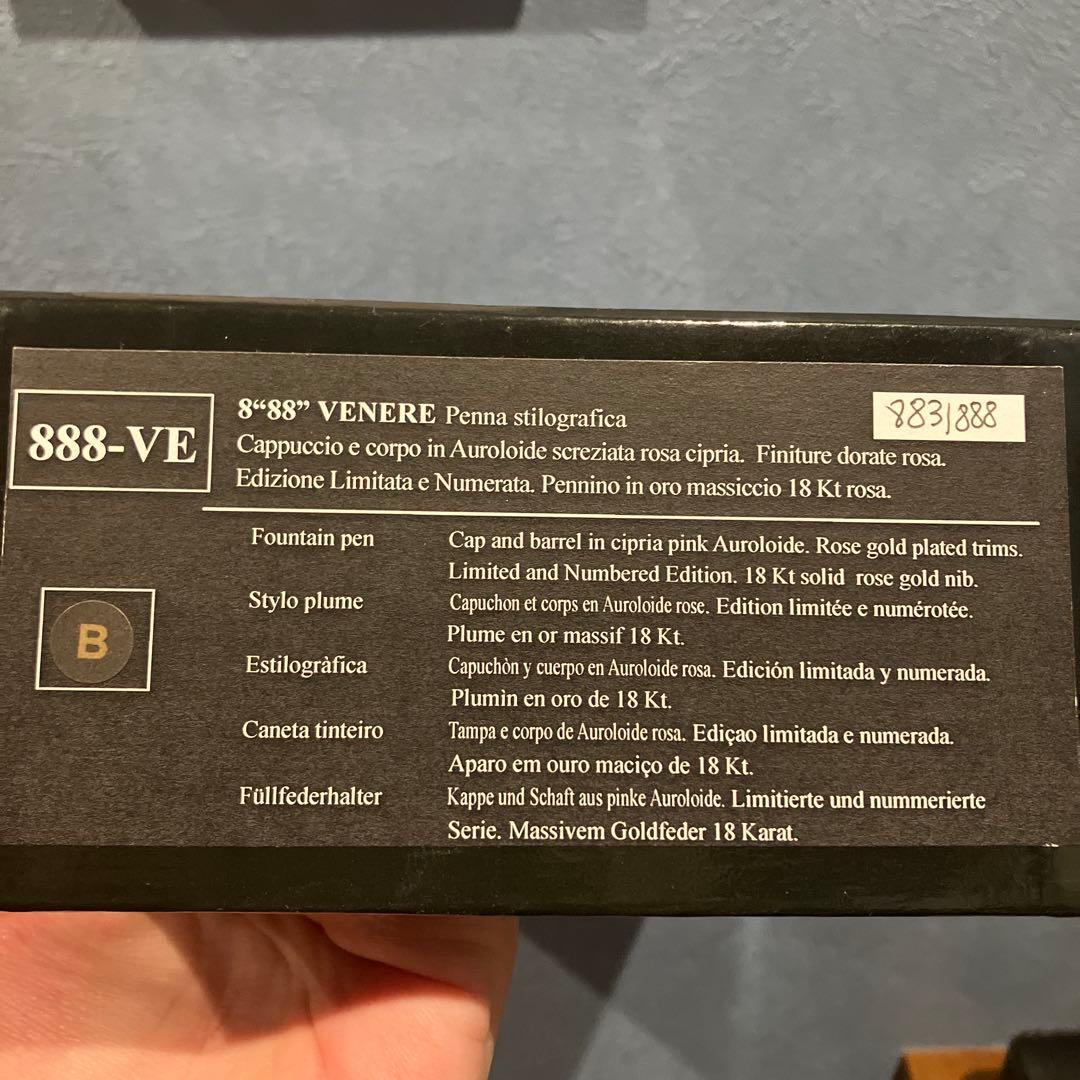 888-VE
8“88” VENERE Penna stilografica
883/888
Cappuccio e corpo in Auroloide screziata rosa cipria. Finiture dorate rosa.
Edizione Limitata e Numerata. Pennino in oro massiccio 18 Kt rosa.
Fountain pen
Cap and barrel in cipria pink Auroloide. Rose gold plated trims.
Limited and Numbered Edition. 18 Kt solid rose gold nib.
Stylo plume
Capuchon et corps en Auroloide rose. Edition limitée e numérotée.
Plume en or massif 18 Kt.
B
Estilogràfica
Capuchòn y cuerpo en Auroloide rosa. Edición limitada y numerada.
Plumìn en oro de 18 Kt.
Caneta tinteiro
Tampa e corpo de Auroloide rosa. Ediçao limitada e numerada.
Aparo em ouro maciço de 18 Kt.
Füllfederhalter
Kappe und Schaft aus pinke Auroloide. Limitierte und nummerierte
Serie. Massivem Goldfeder 18 Karat.